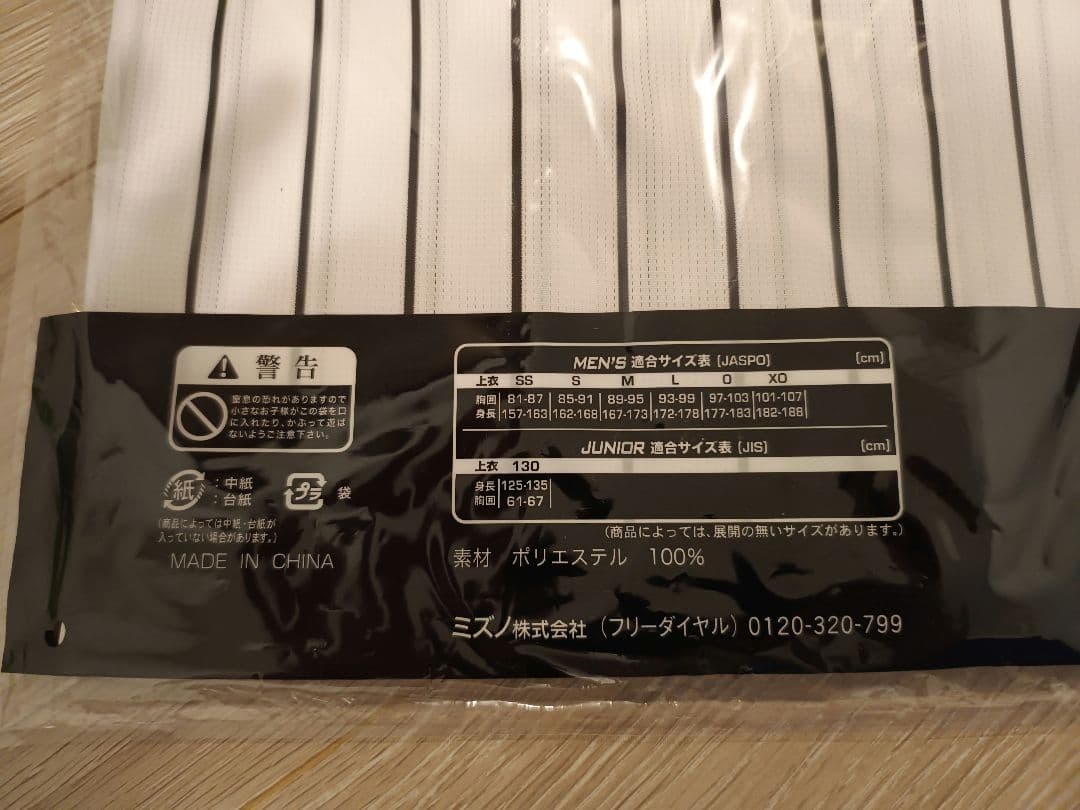 警告
窒息の恐れがありますので
小さなお子様がこの袋を口
に入れたり、かぶって遊ば
ないようご注意下さい。
紙 : 中紙
: 台紙
プラ 袋
(商品によっては中紙・台紙が
入っていない場合があります。)
MADE IN CHINA
MEN'S 適合サイズ表 [JASPO] [cm]
上衣 SS S M L O XO
胸囲 81-87 85-91 89-95 93-99 97-103 101-107
身長 157-163 162-168 167-173 172-178 177-183 182-188
JUNIOR 適合サイズ表 [JIS] [cm]
上衣 130
身長 125-135
胸囲 61-67
(商品によっては、展開の無いサイズがあります。)
素材 ポリエステル 100%
ミズノ株式会社 (フリーダイヤル) 0120-320-799